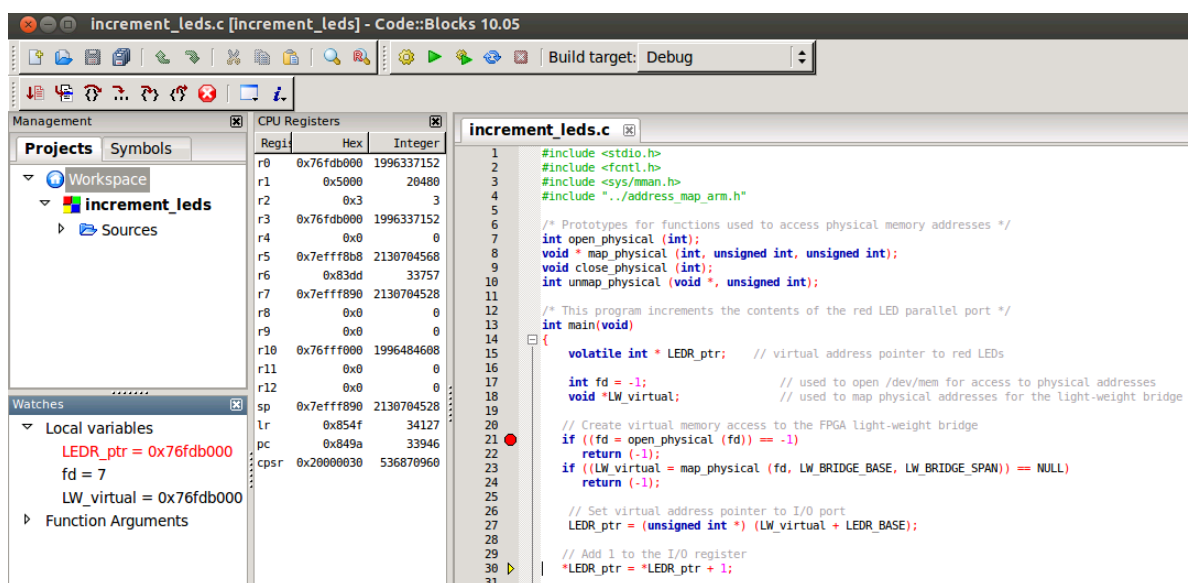 increment_leds.c [increment_leds] - Code::Blocks 10.05
Build target: Debug
Management
Projects Symbols
Workspace
increment_leds
Sources
Watches
Local variables
LEDR_ptr = 0x76fdb000
fd = 7
LW_virtual = 0x76fdb000
Function Arguments
CPU Registers
Regis Hex Integer
r0 0x76fdb000 1996337152
r1 0x5000 20480
r2 0x3 3
r3 0x76fdb000 1996337152
r4 0x0 0
r5 0x7efff8b8 2130704568
r6 0x83dd 33757
r7 0x7efff890 2130704528
r8 0x0 0
r9 0x0 0
r10 0x76fff000 1996484608
r11 0x0 0
r12 0x0 0
sp 0x7efff890 2130704528
lr 0x854f 34127
pc 0x849a 33946
cpsr 0x20000030 536870960
increment_leds.c
1 #include <stdio.h>
2 #include <fcntl.h>
3 #include <sys/mman.h>
4 #include "../address_map_arm.h"
5
6 /* Prototypes for functions used to access physical memory addresses */
7 int open_physical (int);
8 void * map_physical (int, unsigned int, unsigned int);
9 void close_physical (int);
10 int unmap_physical (void *, unsigned int);
11
12 /* This program increments the contents of the red LED parallel port */
13 int main(void)
14 {
15 volatile int * LEDR_ptr; // virtual address pointer to red LEDs
16
17 int fd = -1; // used to open /dev/mem for access to physical addresses
18 void *LW_virtual; // used to map physical addresses for the light-weight bridge
19
20 // Create virtual memory access to the FPGA light-weight bridge
21 if ((fd = open_physical (fd)) == -1)
22 return (-1);
23 if ((LW_virtual = map_physical (fd, LW_BRIDGE_BASE, LW_BRIDGE_SPAN)) == NULL)
24 return (-1);
25
26 // Set virtual address pointer to I/O port
27 LEDR_ptr = (unsigned int *) (LW_virtual + LEDR_BASE);
28
29 // Add 1 to the I/O register
30 *LEDR_ptr = *LEDR_ptr + 1;
31